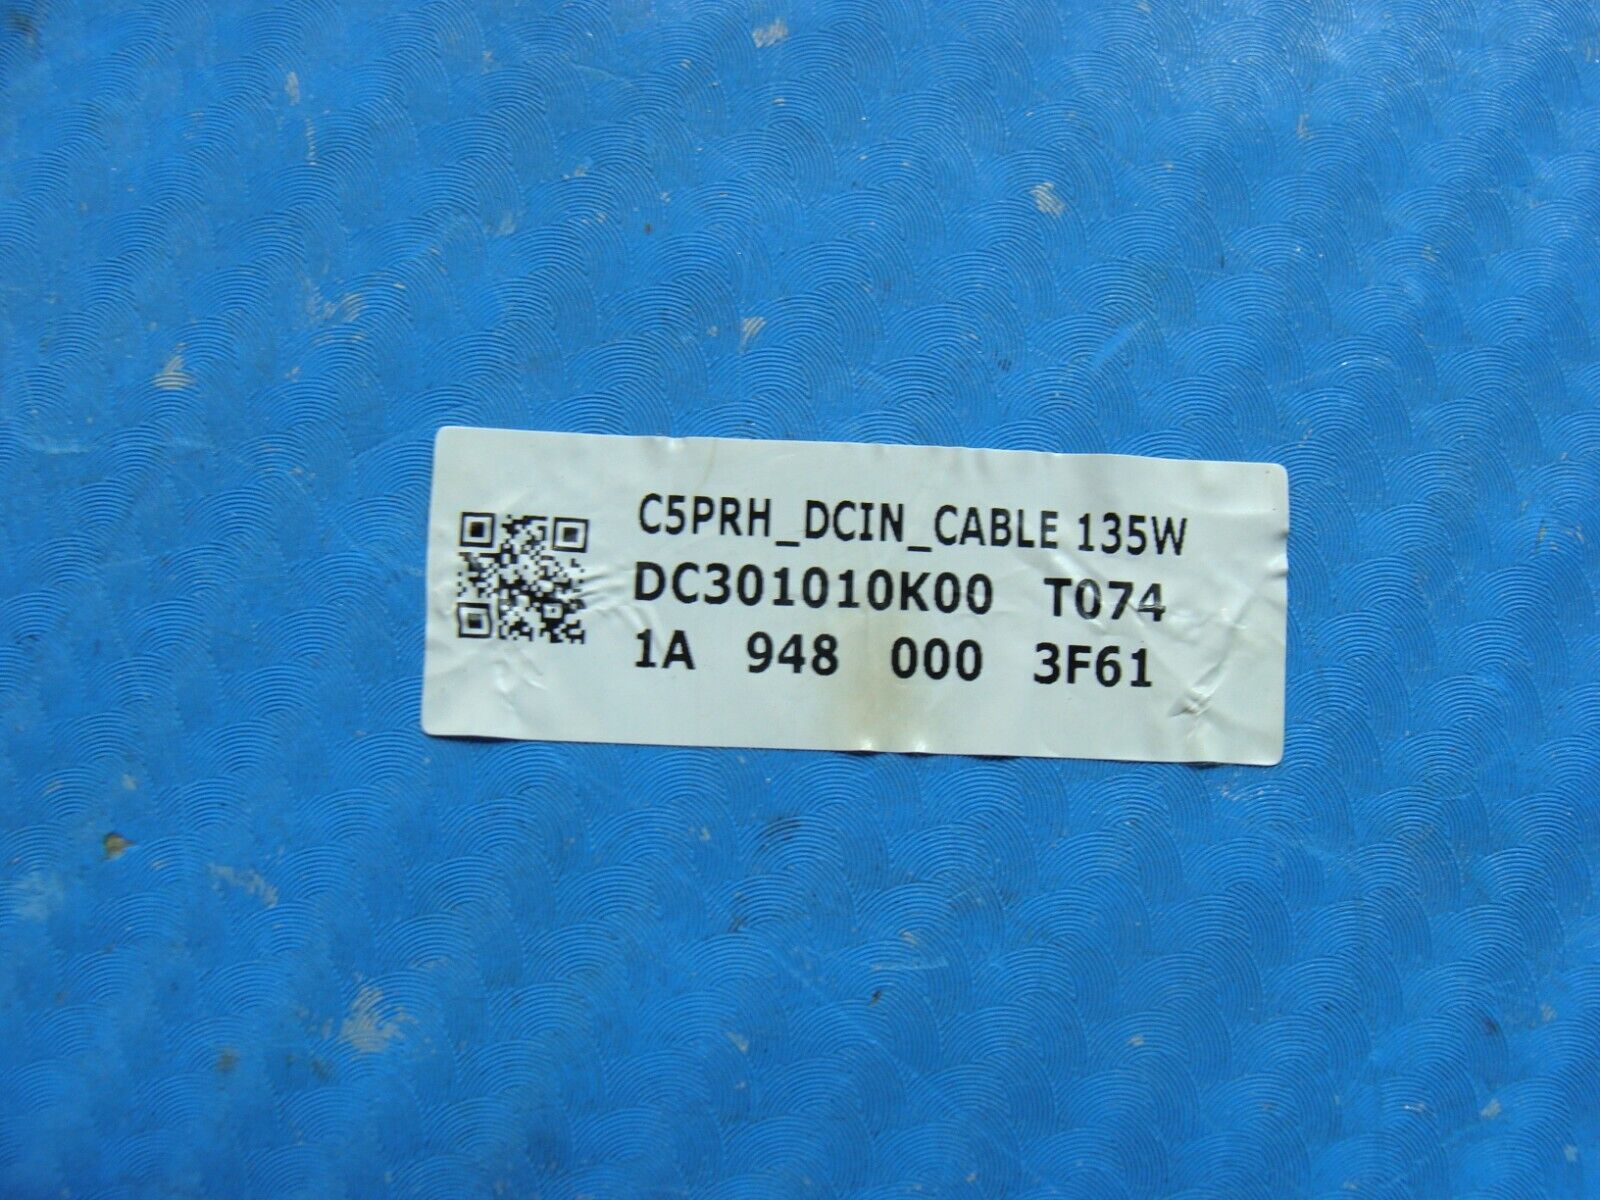 C5PRH_DCIN_CABLE 135W
DC301010K00 T074
1A 948 000 3F61